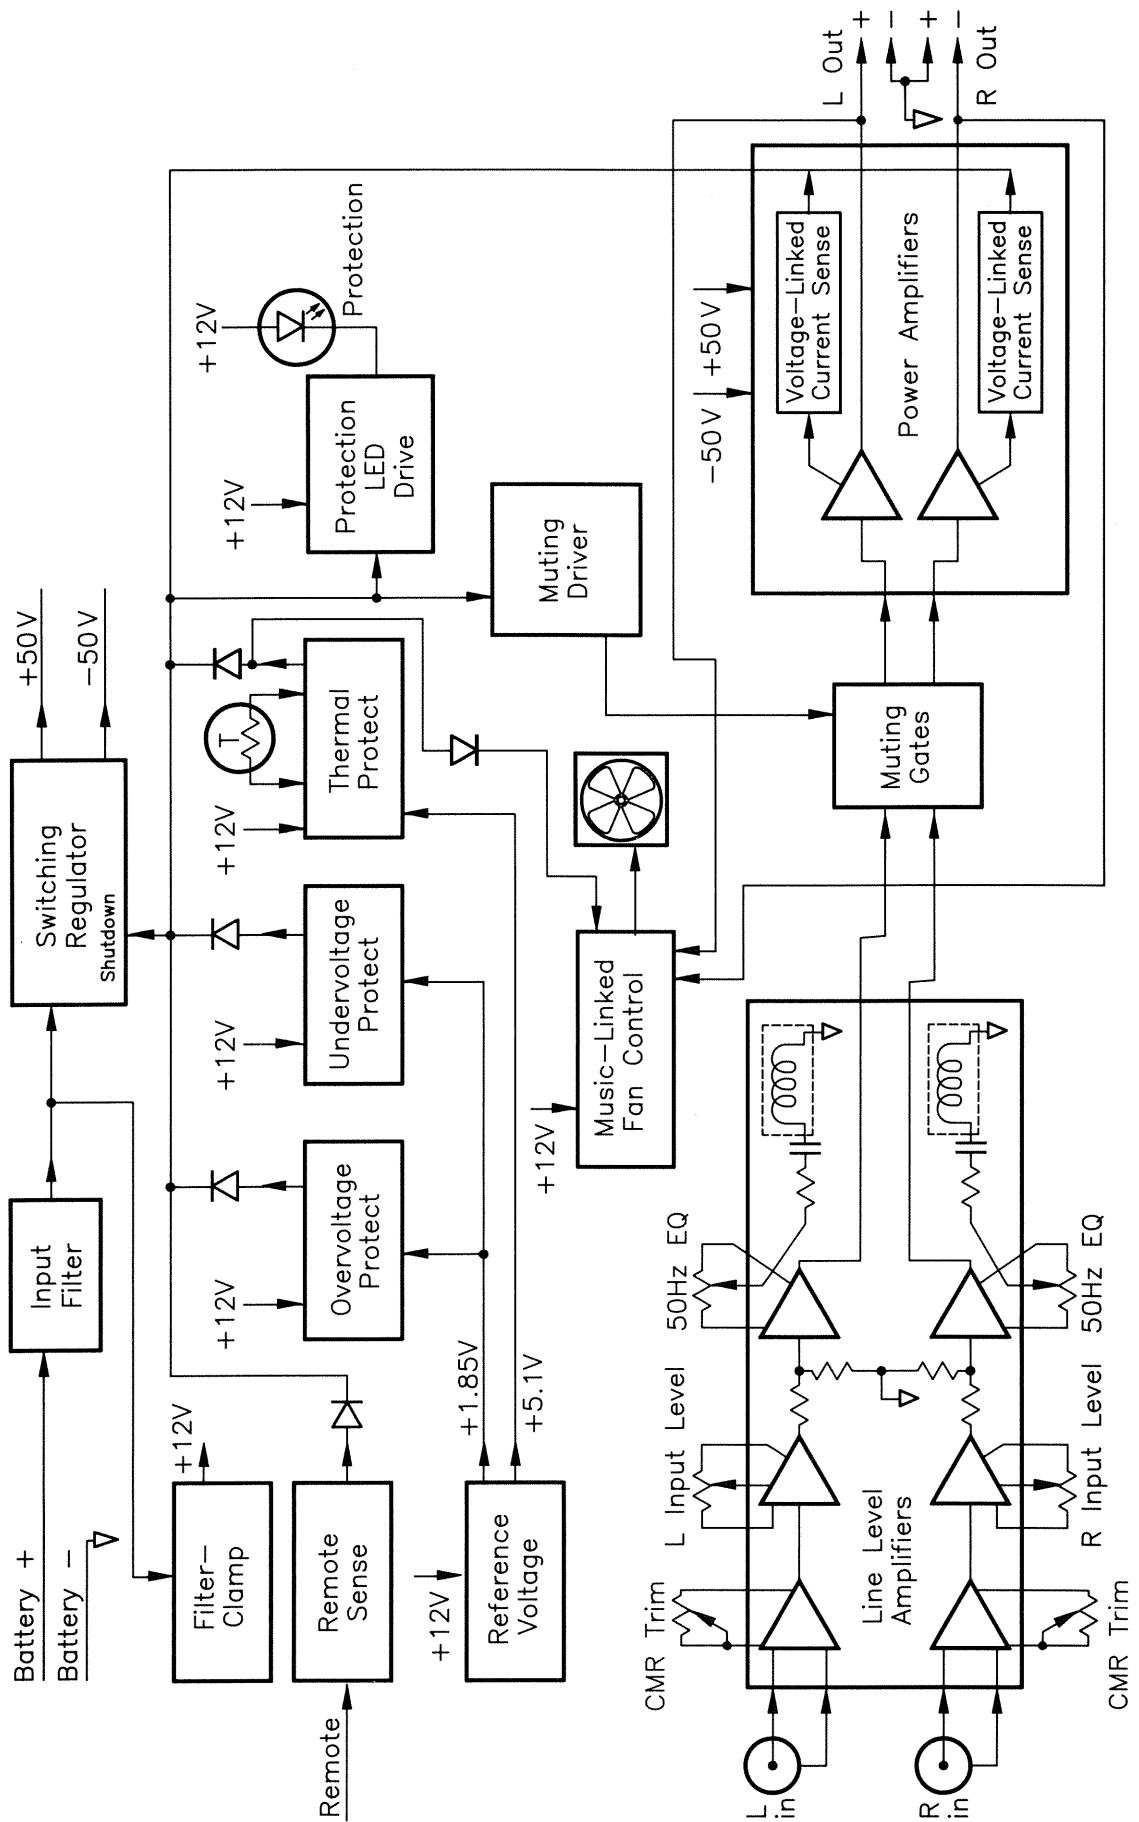 Battery +
Battery −
Input
Filter
Switching
Regulator
Shutdown
+50V
−50V
Filter−
Clamp
+12V
Remote
Remote
Sense
+12V
Reference
Voltage
+1.85V
+5.1V
+12V
Overvoltage
Protect
+12V
Undervoltage
Protect
+12V
T
Thermal
Protect
+12V
Protection
LED
Drive
+12V
Protection
Muting
Driver
+12V
Music−Linked
Fan Control
L
in
R
in
CMR Trim
L Input Level
50Hz EQ
Line Level
Amplifiers
CMR Trim
R Input Level
50Hz EQ
Muting
Gates
−50V
+50V
Voltage−Linked
Current Sense
Power Amplifiers
Voltage−Linked
Current Sense
L Out
+
−
+
−
R Out